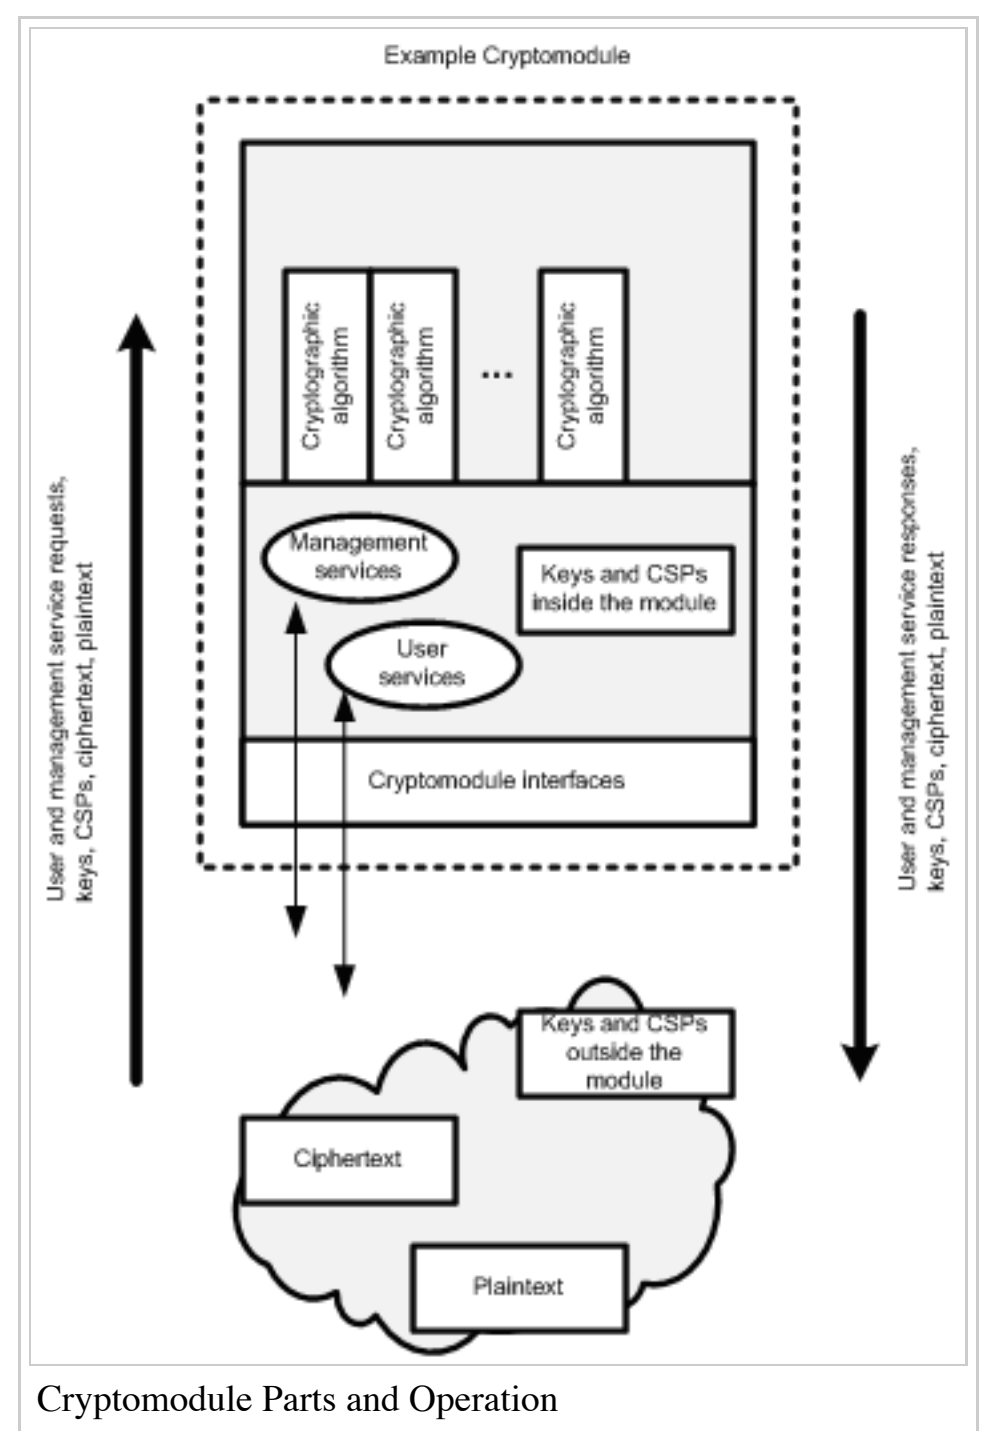 Example Cryptomodule
Cryptographic
algorithm
Cryptographic
algorithm
...
Cryptographic
algorithm
Management
services
Keys and CSPs
inside the module
User
services
Cryptomodule interfaces
User and management service requests,
keys, CSPs, ciphertext, plaintext
User and management service responses,
keys, CSPs, ciphertext, plaintext
Keys and CSPs
outside the
module
Ciphertext
Plaintext
Cryptomodule Parts and Operation